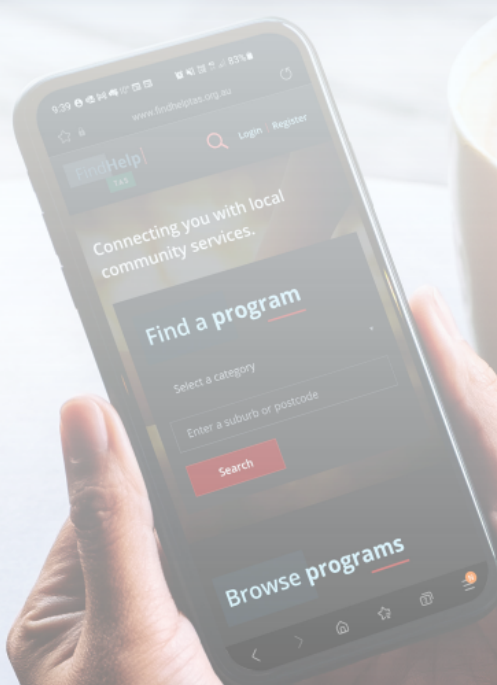 9:39
83%
www.findhelptas.org.au
FindHelp
TAS
Login Register
Connecting you with local
community services.
Find a program
Select a category
Enter a suburb or postcode
Search
Browse programs